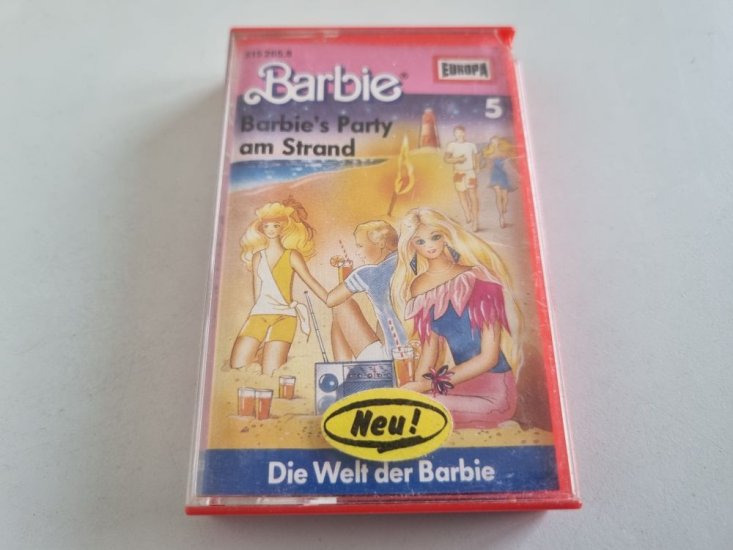 Barbie®
EUROPA
5
Barbie's Party
am Strand
Neu!
Die Welt der Barbie